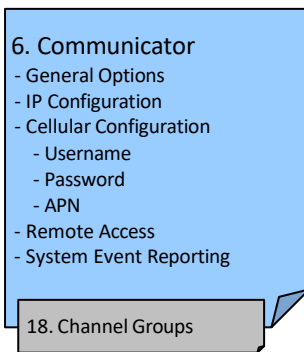 6. Communicator
- General Options
- IP Configuration
- Cellular Configuration
- Username
- Password
- APN
- Remote Access
- System Event Reporting
18. Channel Groups